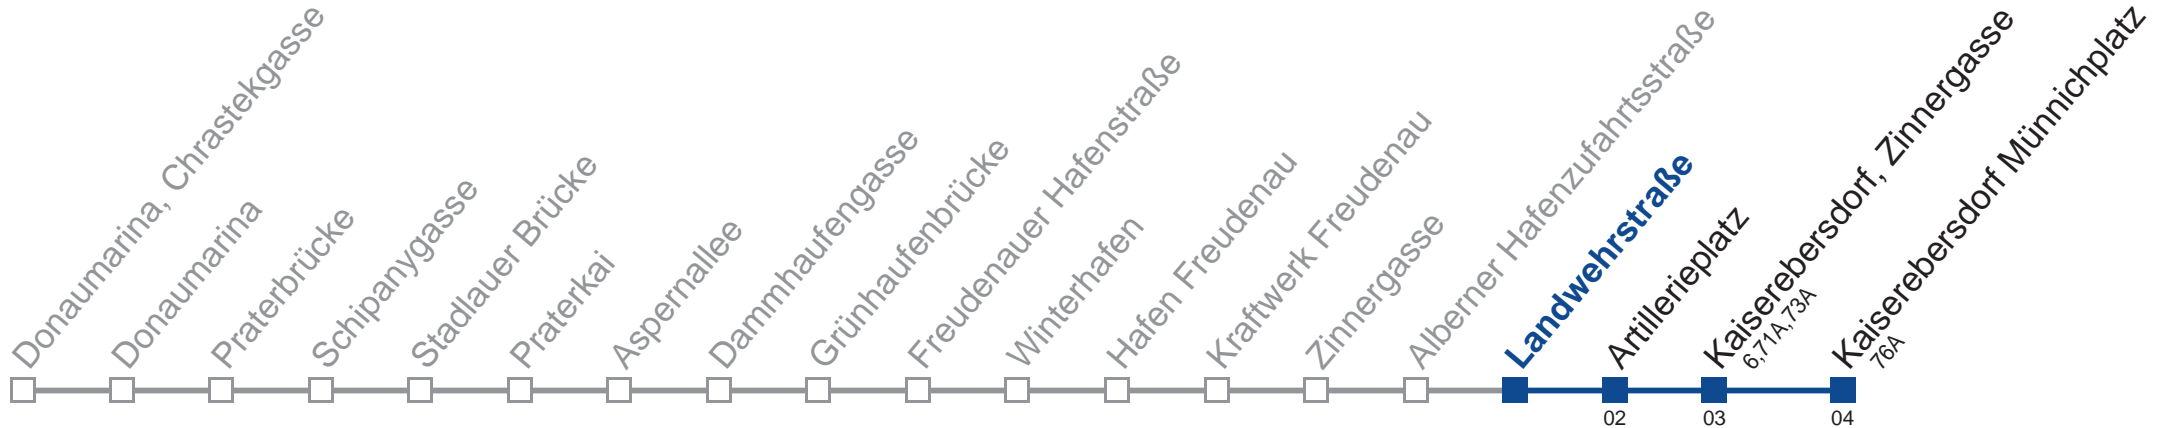 Donaumarina, Chrastekgasse
Donaumarina
Praterbrücke
Schipanygasse
Stadlauer Brücke
Praterkai
Aspernallee
Dammhaufengasse
Grünhaufenbrücke
Freudenauer Hafenstraße
Winterhafen
Hafen Freudenau
Kraftwerk Freudenau
Zinnergasse
Alberner Hafenzufahrtsstraße
Landwehrstraße
Artillerieplatz
Kaiserebersdorf, Zinnergasse
6,71A,73A
Kaiserebersdorf Münnichplatz
76A
02
03
04